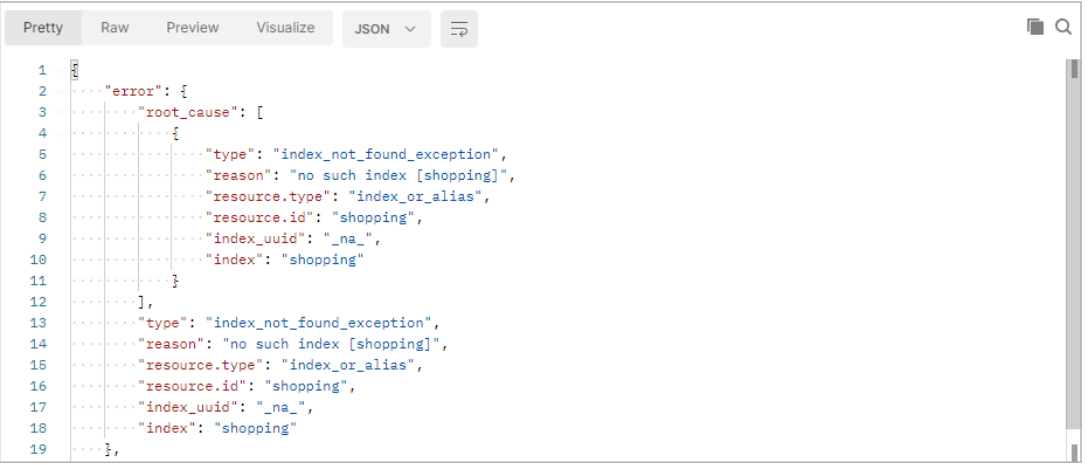 Pretty Raw Preview Visualize JSON
1 {
2 "error": {
3 "root_cause": [
4 {
5 "type": "index_not_found_exception",
6 "reason": "no such index [shopping]",
7 "resource.type": "index_or_alias",
8 "resource.id": "shopping",
9 "index_uuid": "_na_",
10 "index": "shopping"
11 }
12 ],
13 "type": "index_not_found_exception",
14 "reason": "no such index [shopping]",
15 "resource.type": "index_or_alias",
16 "resource.id": "shopping",
17 "index_uuid": "_na_",
18 "index": "shopping"
19 },